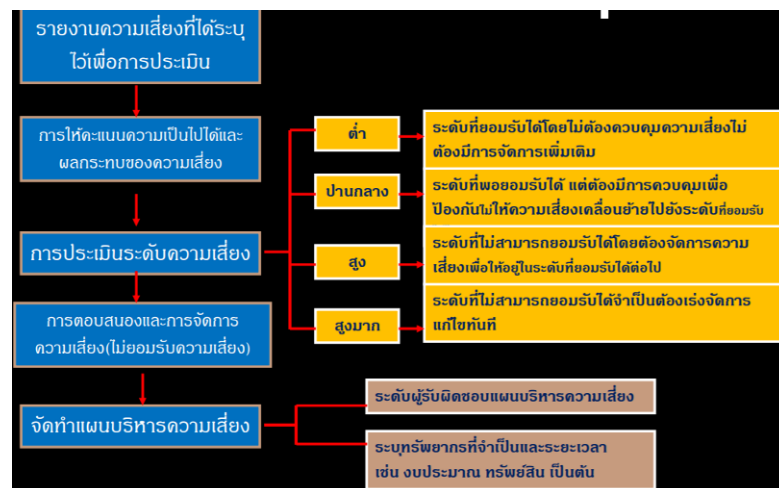 รายงานความเสี่ยงที่ได้ระบุ
ไว้เพื่อการประเมิน
การให้คะแนนความเป็นไปได้และ
ผลกระทบของความเสี่ยง
การประเมินระดับความเสี่ยง
การตอบสนองและการจัดการ
ความเสี่ยง(ไม่ยอมรับความเสี่ยง)
จัดทำแผนบริหารความเสี่ยง
ต่ำ
ระดับที่ยอมรับได้โดยไม่ต้องควบคุมความเสี่ยงไม่
ต้องมีการจัดการเพิ่มเติม
ปานกลาง
ระดับที่พอยอมรับได้ แต่ต้องมีการควบคุมเพื่อ
ป้องกันไม่ให้ความเสี่ยงเคลื่อนย้ายไปยังระดับที่ยอมรับ
สูง
ระดับที่ไม่สามารถยอมรับได้โดยต้องจัดการความ
เสี่ยงเพื่อให้อยู่ในระดับที่ยอมรับได้ต่อไป
สูงมาก
ระดับที่ไม่สามารถยอมรับได้จำเป็นต้องเร่งจัดการ
แก้ไขทันที
ระดับผู้รับผิดชอบแผนบริหารความเสี่ยง
ระบุทรัพยากรที่จำเป็นและระยะเวลา
เช่น งบประมาณ ทรัพย์สิน เป็นต้น